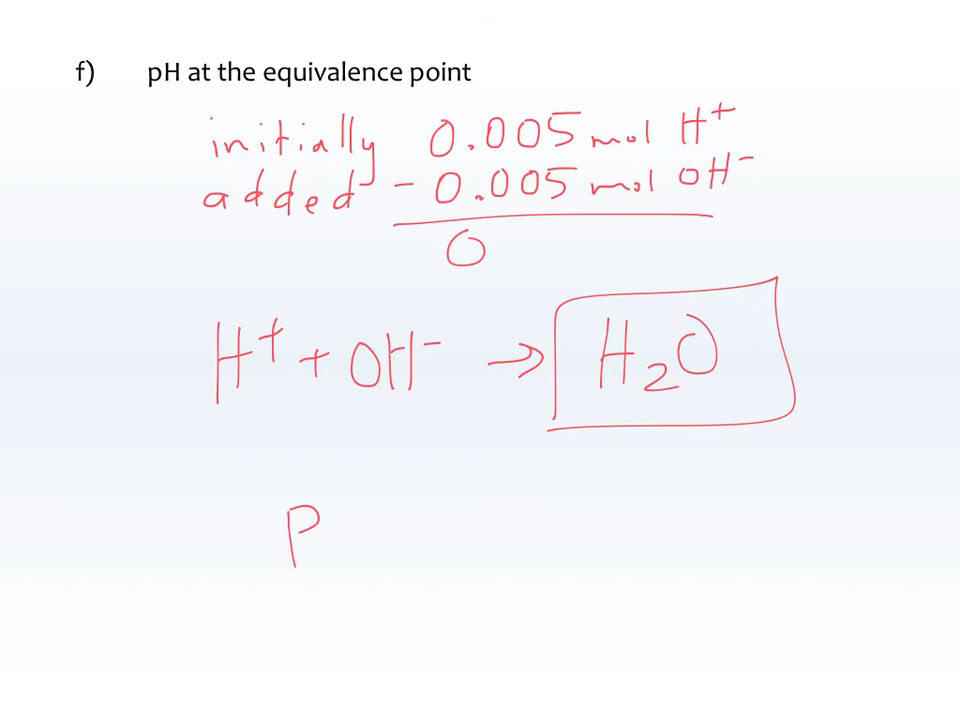 f) pH at the equivalence point
initially 0.005 mol H⁺
added - 0.005 mol OH⁻
0
H⁺ + OH⁻ → H₂O
P